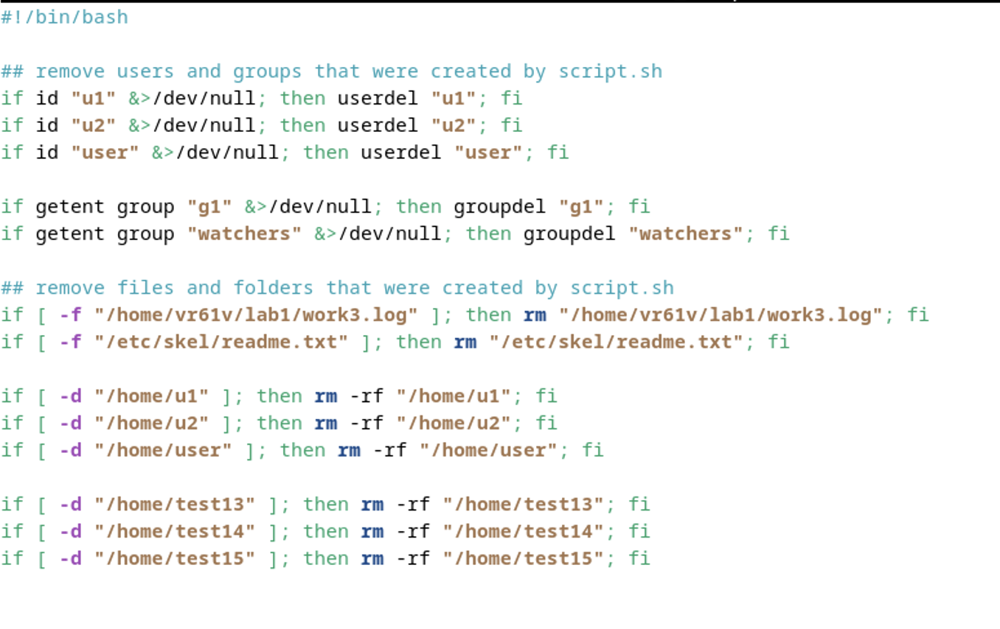 #!/bin/bash
## remove users and groups that were created by script.sh
if id "u1" &>/dev/null; then userdel "u1"; fi
if id "u2" &>/dev/null; then userdel "u2"; fi
if id "user" &>/dev/null; then userdel "user"; fi
if getent group "g1" &>/dev/null; then groupdel "g1"; fi
if getent group "watchers" &>/dev/null; then groupdel "watchers"; fi
## remove files and folders that were created by script.sh
if [ -f "/home/vr61v/lab1/work3.log" ]; then rm "/home/vr61v/lab1/work3.log"; fi
if [ -f "/etc/skel/readme.txt" ]; then rm "/etc/skel/readme.txt"; fi
if [ -d "/home/u1" ]; then rm -rf "/home/u1"; fi
if [ -d "/home/u2" ]; then rm -rf "/home/u2"; fi
if [ -d "/home/user" ]; then rm -rf "/home/user"; fi
if [ -d "/home/test13" ]; then rm -rf "/home/test13"; fi
if [ -d "/home/test14" ]; then rm -rf "/home/test14"; fi
if [ -d "/home/test15" ]; then rm -rf "/home/test15"; fi